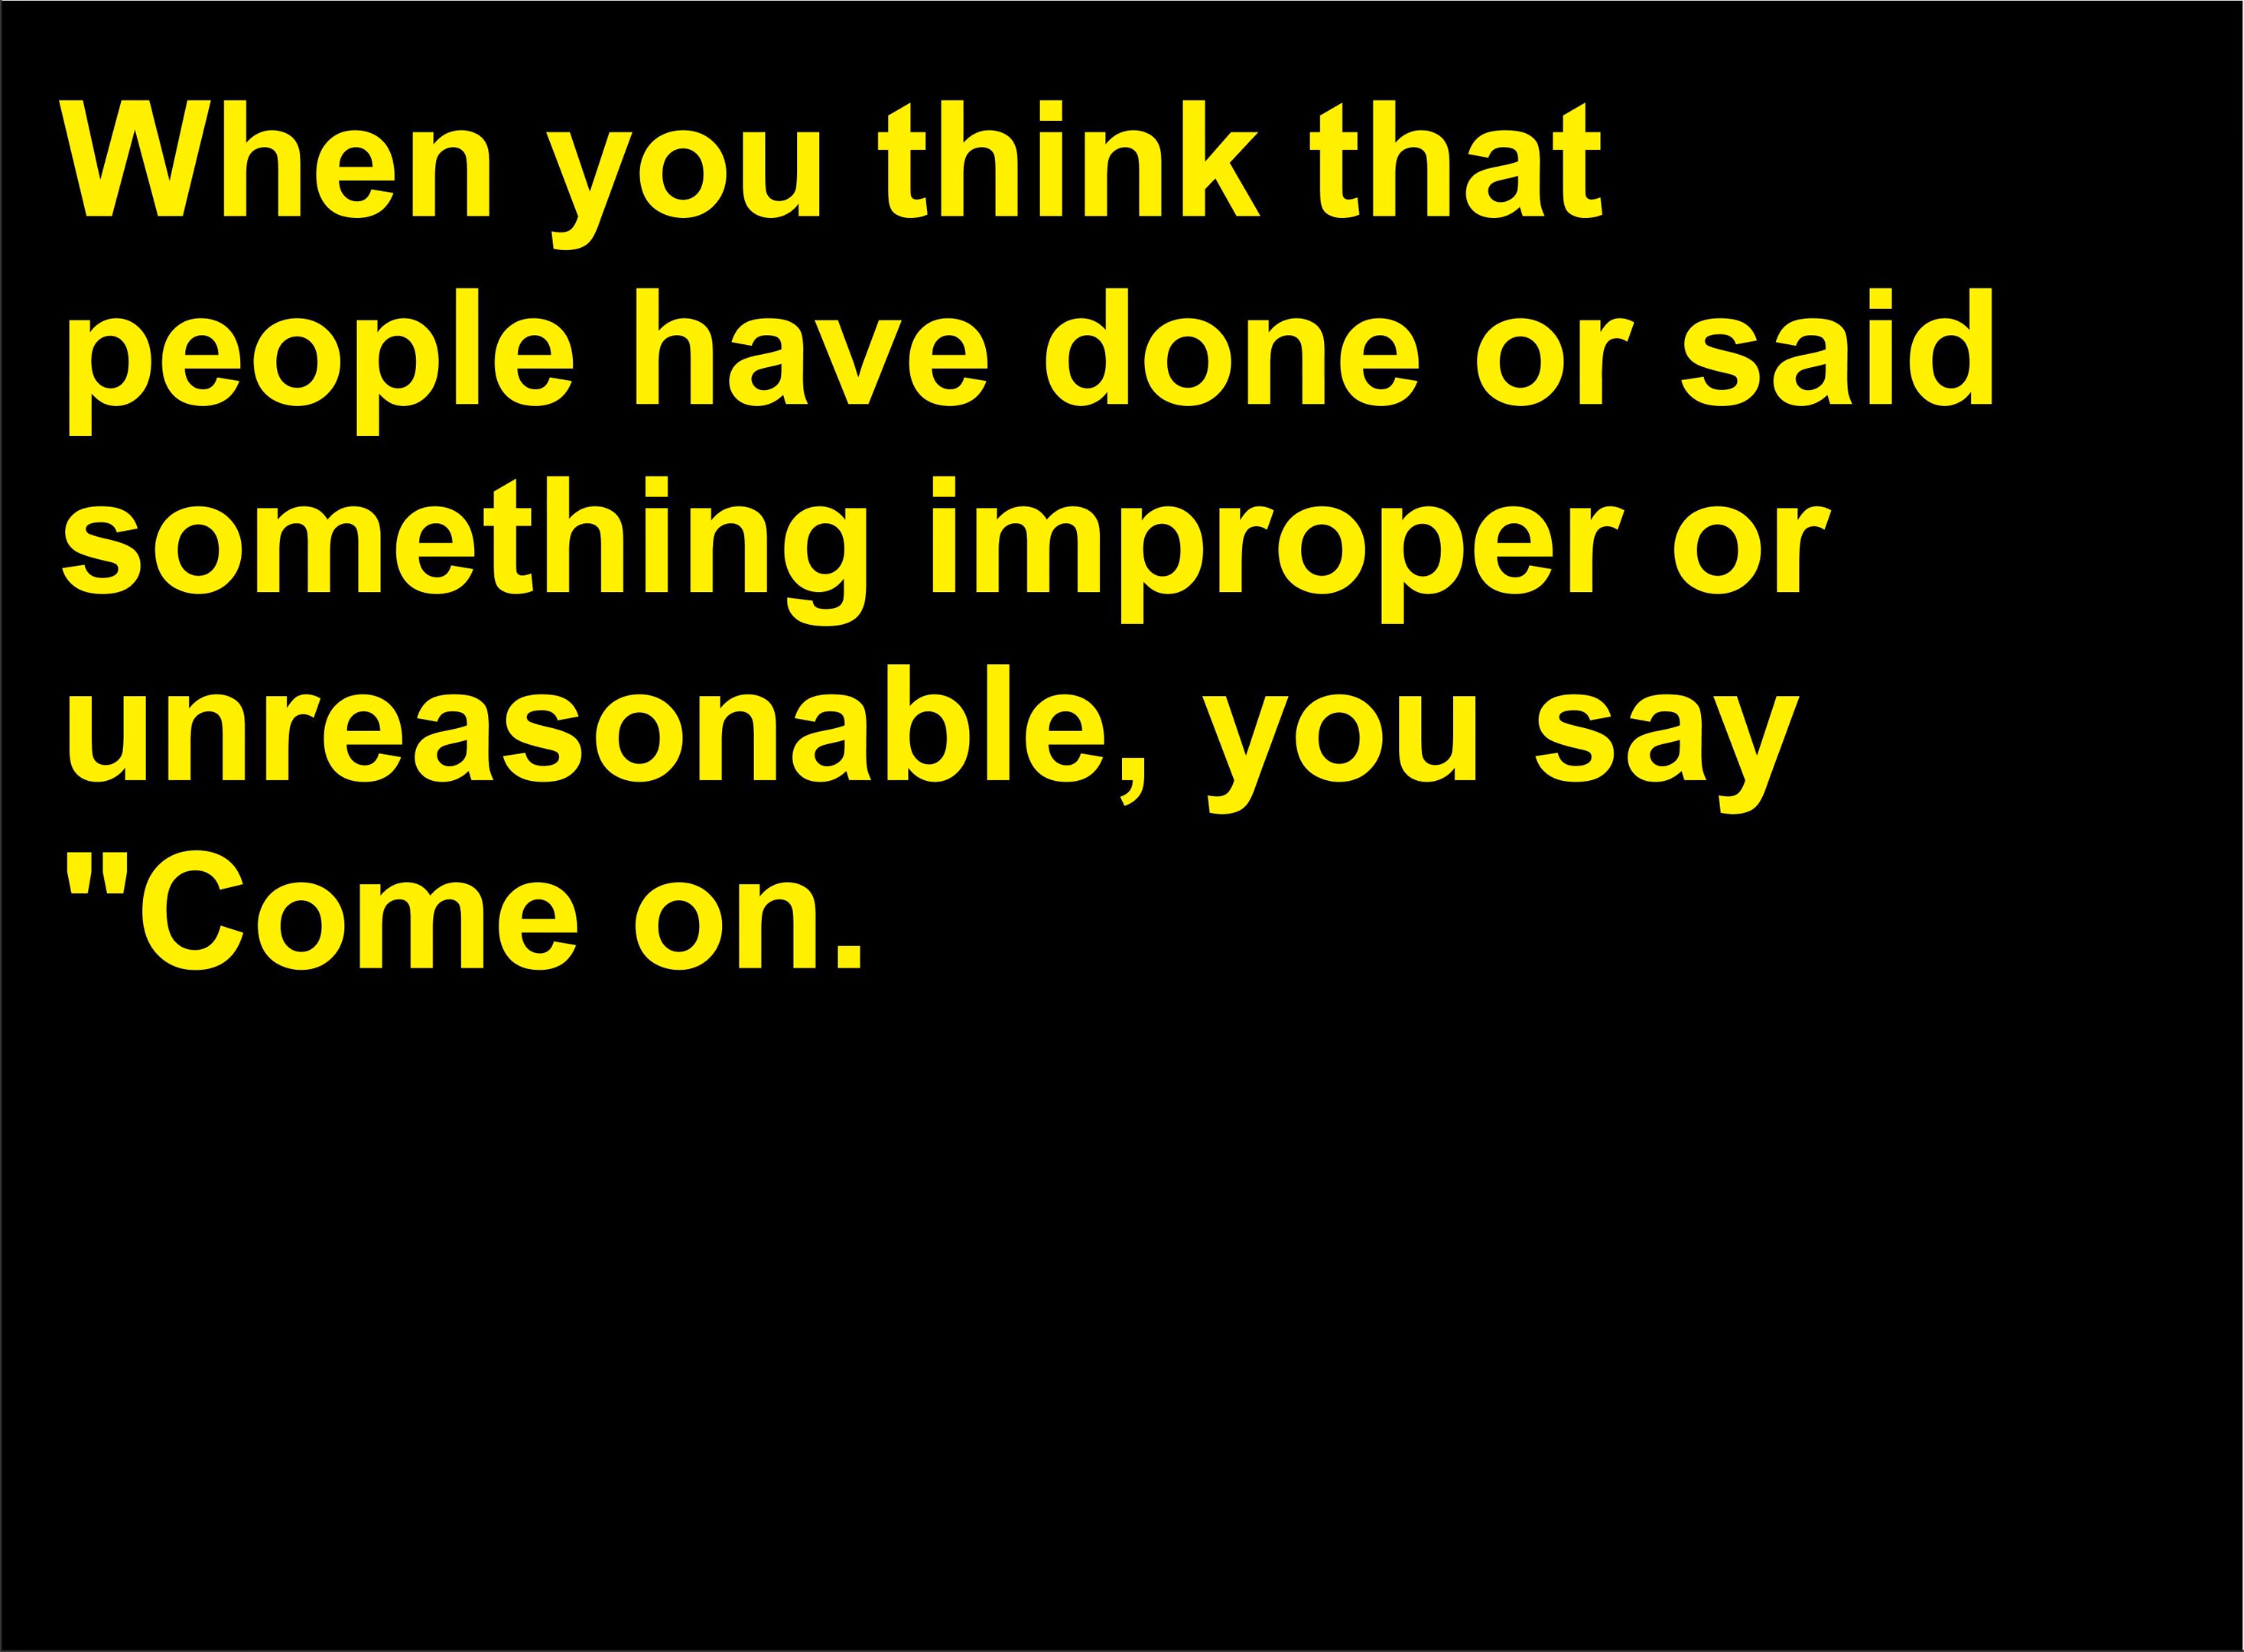 When you think that
people have done or said
something improper or
unreasonable, you say
"Come on.